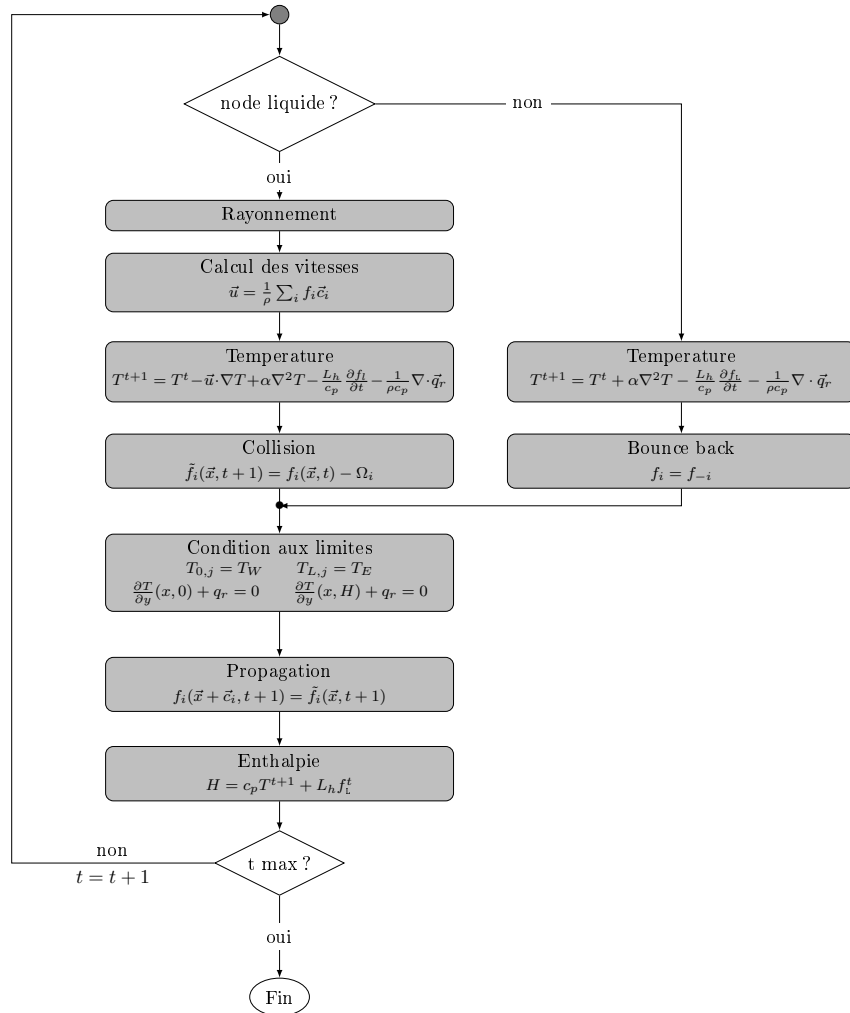 node liquide ?
non
oui
Rayonnement
Calcul des vitesses
$\vec{u} = \frac{1}{\rho} \sum_i f_i \vec{c}_i$
Temperature
$T^{t+1} = T^t - \vec{u} \cdot \nabla T + \alpha \nabla^2 T - \frac{L_h}{c_p} \frac{\partial f_l}{\partial t} - \frac{1}{\rho c_p} \nabla \cdot \vec{q}_r$
Temperature
$T^{t+1} = T^t + \alpha \nabla^2 T - \frac{L_h}{c_p} \frac{\partial f_L}{\partial t} - \frac{1}{\rho c_p} \nabla \cdot \vec{q}_r$
Collision
$\tilde{f}_i(\vec{x}, t+1) = f_i(\vec{x}, t) - \Omega_i$
Bounce back
$f_i = f_{-i}$
Condition aux limites
$T_{0,j} = T_W \quad T_{L,j} = T_E$
$\frac{\partial T}{\partial y}(x, 0) + q_r = 0 \quad \frac{\partial T}{\partial y}(x, H) + q_r = 0$
Propagation
$f_i(\vec{x} + \vec{c}_i, t+1) = \tilde{f}_i(\vec{x}, t+1)$
Enthalpie
$H = c_p T^{t+1} + L_h f_L^t$
non
t max ?
$t = t + 1$
oui
Fin